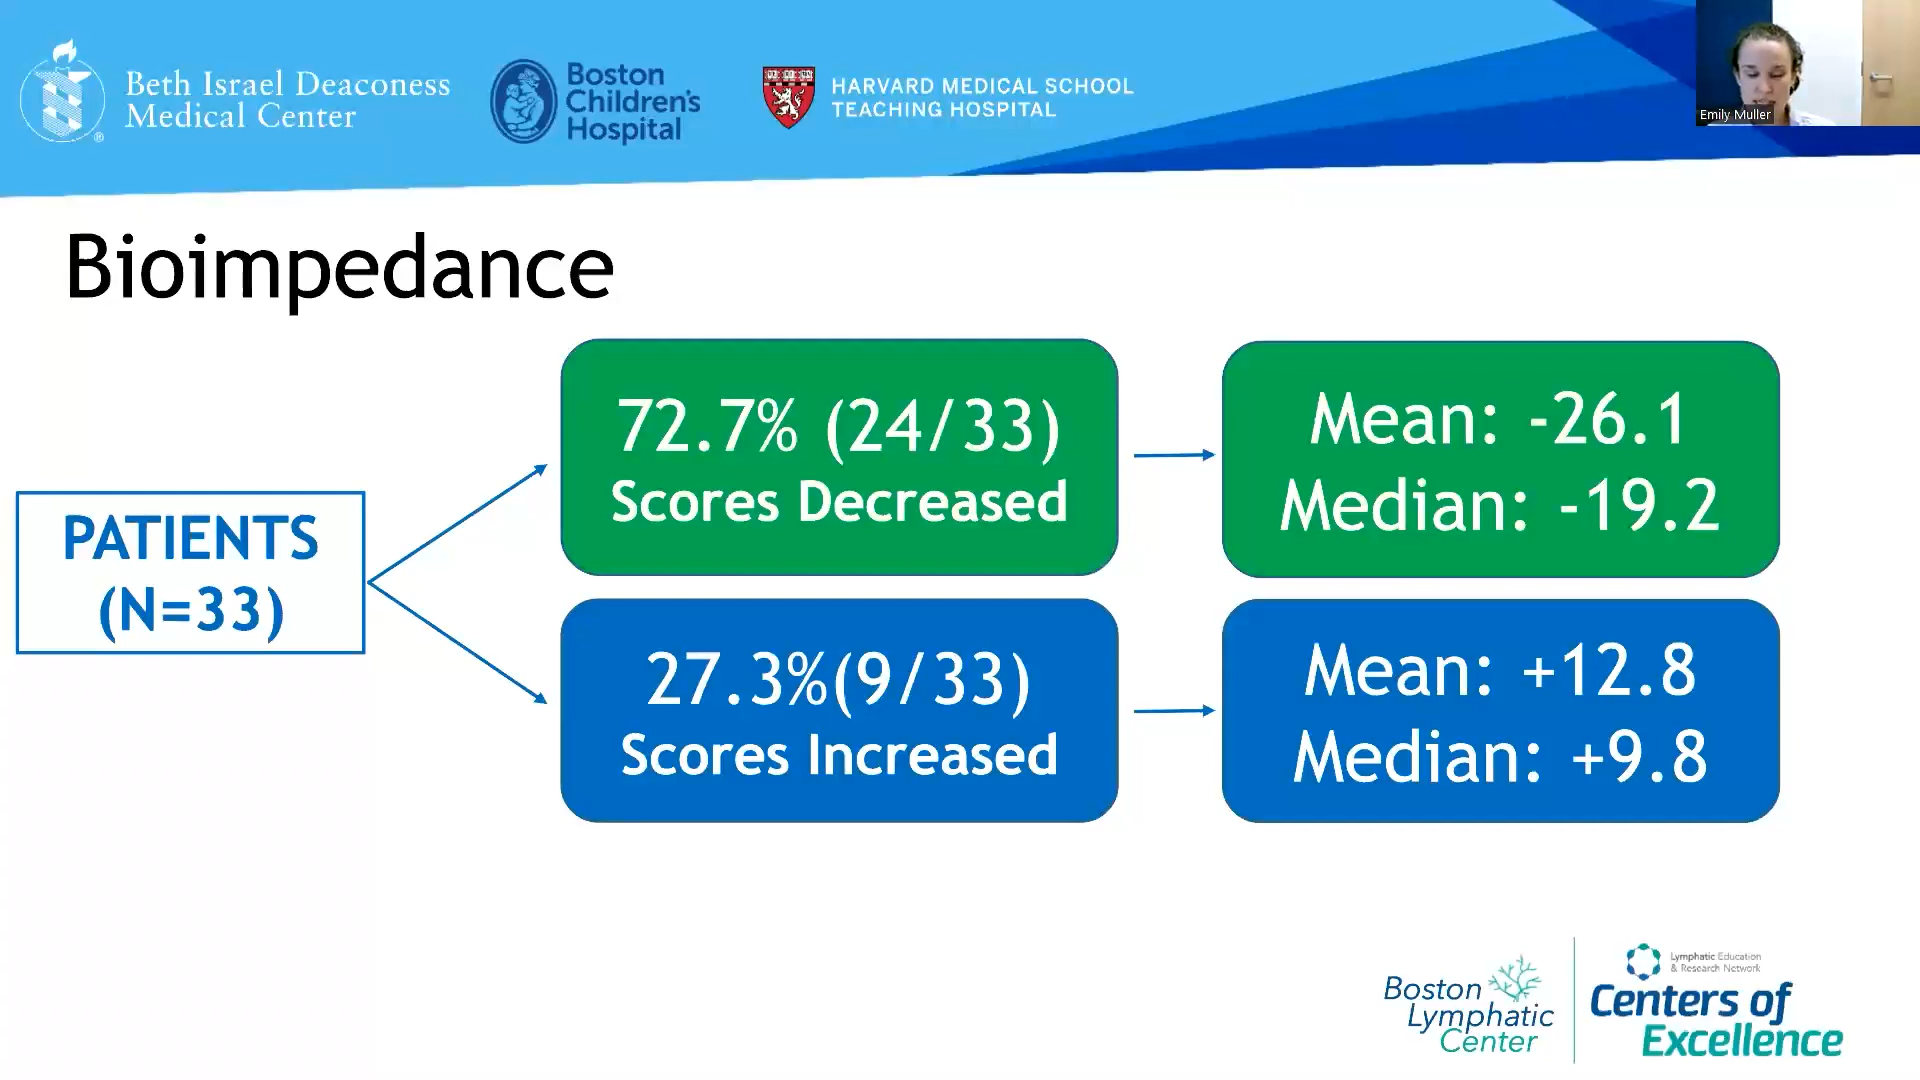 Beth Israel Deaconess
Medical Center
®
Boston
Children's
Hospital
HARVARD MEDICAL SCHOOL
TEACHING HOSPITAL
Emily Muller
Bioimpedance
PATIENTS
(N=33)
72.7% (24/33)
Scores Decreased
Mean: -26.1
Median: -19.2
27.3%(9/33)
Scores Increased
Mean: +12.8
Median: +9.8
Boston
Lymphatic
Center
Lymphatic Education
& Research Network
Centers of
Excellence